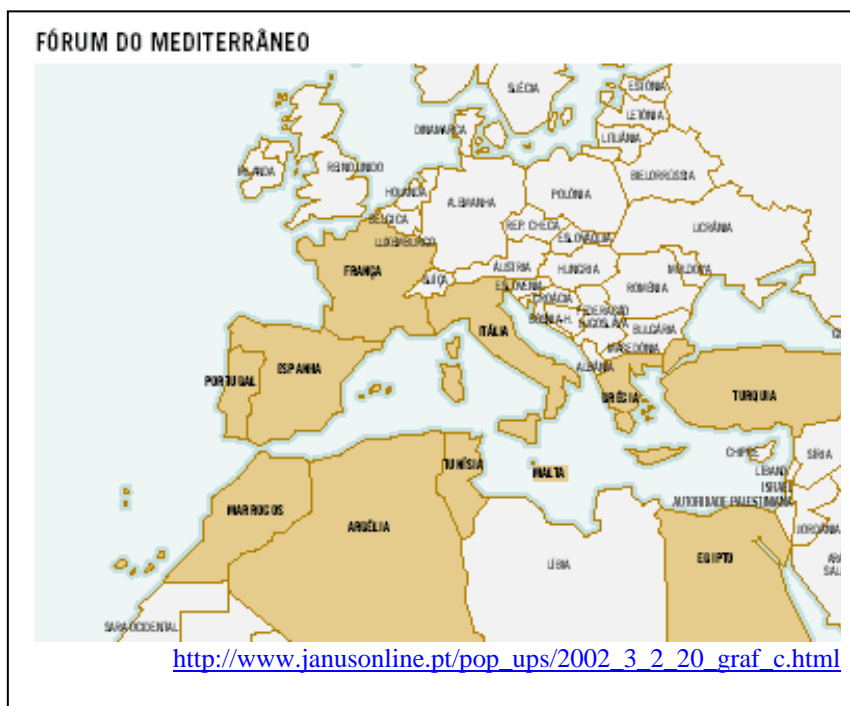 FÓRUM DO MEDITERRÂNEO
SUÉCIA
ESTÓNIA
LETÓNIA
DINAMARCA
LITUÂNIA
IRLANDA
REINO UNIDO
BIELORRÚSSIA
HOLANDA
ALEMANHA
POLÓNIA
BÉLGICA
REP. CHECA
UCRÂNIA
LUXEMBURGO
ESLOVÁQUIA
FRANÇA
SUÍÇA
ÁUSTRIA
HUNGRIA
MOLDOVA
ESLOVENIA
ROMÉNIA
CROÁCIA
FEDERAÇÃO
JUGOSLAVA
BOSNIA-H.
ITÁLIA
BULGÁRIA
MACEDÓNIA
ALBÂNIA
PORTUGAL
ESPANHA
GRÉCIA
TURQUIA
CHIPRE
SÍRIA
TUNÍSIA
MALTA
LÍBANO
ISRAEL
AUTORIDADE PALESTINIANA
MARROCOS
ARGÉLIA
JORDÂNIA
LÍBIA
EGIPTO
SARA OCIDENTAL
http://www.janusonline.pt/pop_ups/2002_3_2_20_graf_c.html